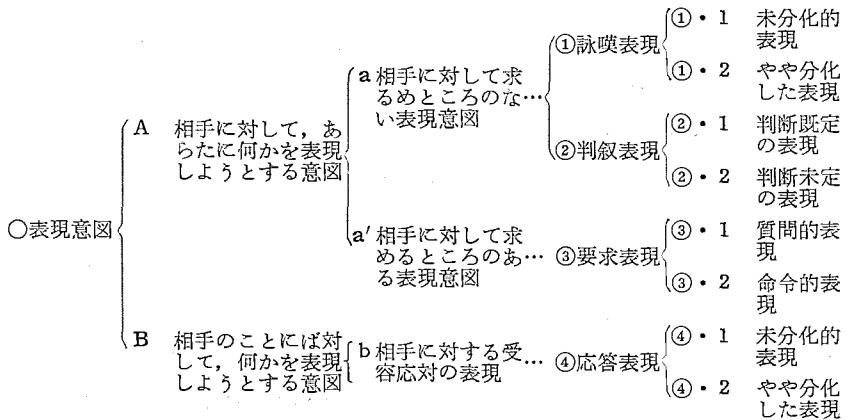 ○表現意図
A 相手に対して，あ
らたに何かを表現
しようとする意図
a 相手に対して求
るめところのな…
い表現意図
①詠嘆表現
①・1 未分化的
表現
①・2 やや分化
した表現
②判叙表現
②・1 判断既定
の表現
②・2 判断未定
の表現
a′ 相手に対して求
めるところのあ…
る表現意図
③要求表現
③・1 質問的表
現
③・2 命令的表
現
B 相手のことにば対
して，何かを表現
しようとする意図
b 相手に対する受…
容応対の表現
④応答表現
④・1 未分化的
表現
④・2 やや分化
した表現